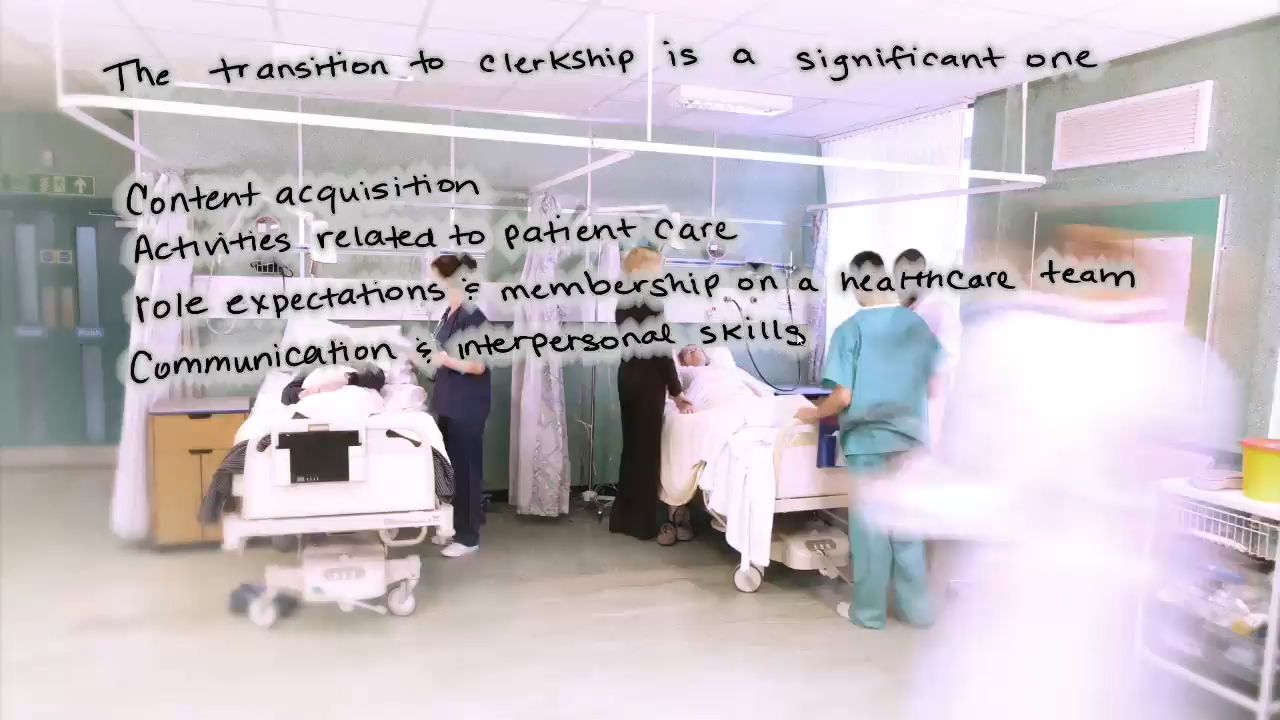 The transition to clerkship is a significant one
Content acquisition
Activities related to patient care
role expectations & membership on a healthcare team
Communication & interpersonal skills
Push